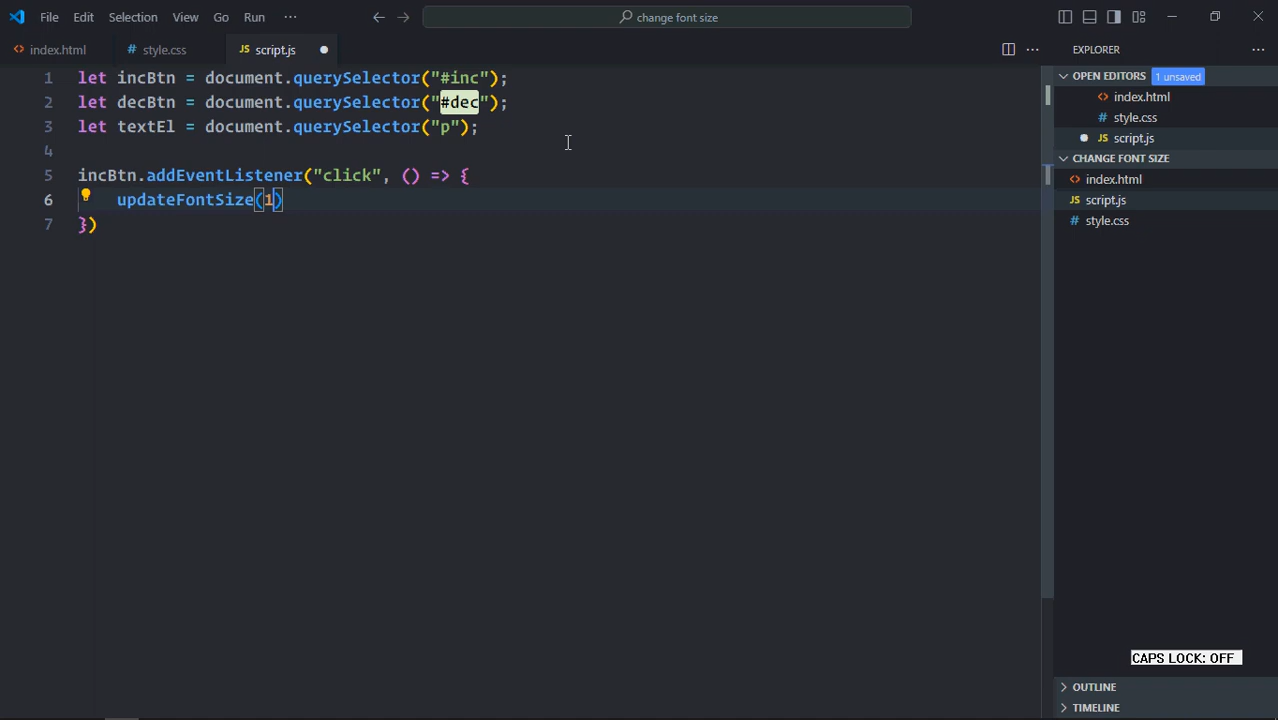 File Edit Selection View Go Run ··· ← → change font size
index.html style.css JS script.js
EXPLORER
1 let incBtn = document.querySelector("#inc");
2 let decBtn = document.querySelector("#dec");
3 let textEl = document.querySelector("p");
4
5 incBtn.addEventListener("click", () => {
6 updateFontSize(1)
7 })
OPEN EDITORS 1 unsaved
<> index.html
# style.css
JS script.js
CHANGE FONT SIZE
<> index.html
JS script.js
# style.css
CAPS LOCK: OFF
OUTLINE
TIMELINE